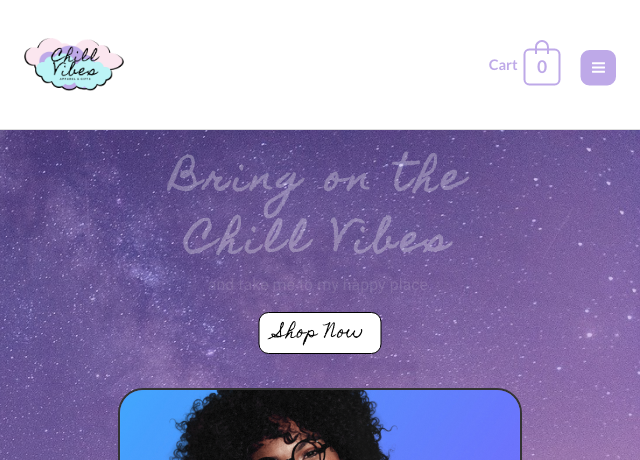 Chill
Vibes
APPAREL & GIFTS
Cart 0
Bring on the
Chill Vibes
and take me to my happy place
Shop Now